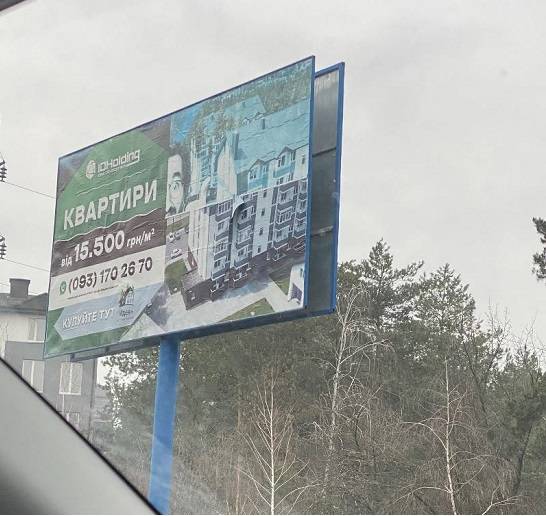 IDHolding
КВАРТИРИ
від 15.500 грн/м²
(093) 170 26 70
КУПУЙТЕ ТУТ